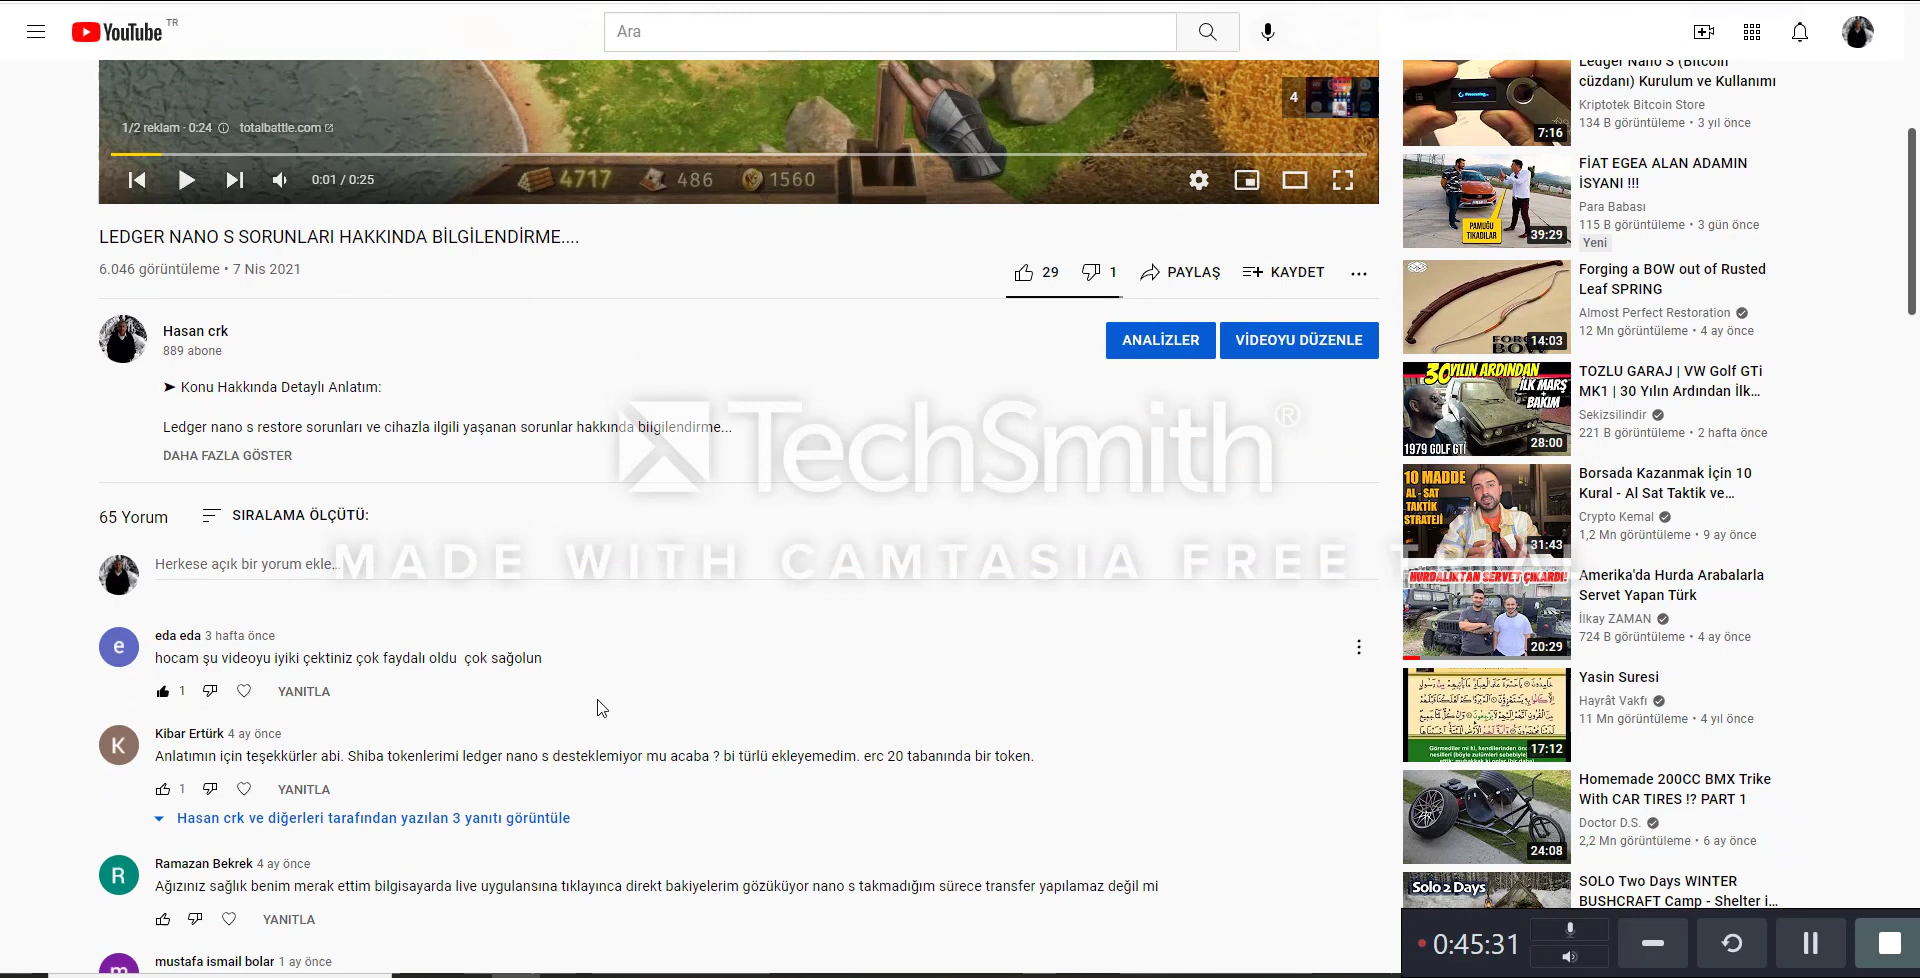 YouTube TR
Ara
4
1/2 reklam · 0:24 totalbattle.com
4717 486 1560
0:01 / 0:25
LEDGER NANO S SORUNLARI HAKKINDA BİLGİLENDİRME....
6.046 görüntüleme • 7 Nis 2021
29 1 PAYLAŞ KAYDET
Hasan crk
889 abone
ANALİZLER VİDEOYU DÜZENLE
➤ Konu Hakkında Detaylı Anlatım:
Ledger nano s restore sorunları ve cihazla ilgili yaşanan sorunlar hakkında bilgilendirme...
DAHA FAZLA GÖSTER
TechSmith®
MADE WITH CAMTASIA FREE
65 Yorum SIRALAMA ÖLÇÜTÜ:
Herkese açık bir yorum ekle...
e
eda eda 3 hafta önce
hocam şu videoyu iyiki çektiniz çok faydalı oldu  çok sağolun
1 YANITLA
K
Kibar Ertürk 4 ay önce
Anlatımın için teşekkürler abi. Shiba tokenlerimi ledger nano s desteklemiyor mu acaba ? bi türlü ekleyemedim. erc 20 tabanında bir token.
1 YANITLA
Hasan crk ve diğerleri tarafından yazılan 3 yanıtı görüntüle
R
Ramazan Bekrek 4 ay önce
Ağızınız sağlık benim merak ettim bilgisayarda live uygulansına tıklayınca direkt bakiyelerim gözüküyor nano s takmadığım sürece transfer yapılamaz değil mi
YANITLA
m
mustafa ismail bolar 1 ay önce
Ledger Nano S (Bitcoin
cüzdanı) Kurulum ve Kullanımı
Kriptotek Bitcoin Store
134 B görüntüleme • 3 yıl önce
Processing...
7:16
FİAT EGEA ALAN ADAMIN
İSYANI !!!
Para Babası
115 B görüntüleme • 3 gün önce
Yeni
PAMUĞU
TIKADILAR
39:29
Forging a BOW out of Rusted
Leaf SPRING
Almost Perfect Restoration
12 Mn görüntüleme • 4 ay önce
FORGING
BOW
14:03
TOZLU GARAJ | VW Golf GTi
MK1 | 30 Yılın Ardından İlk...
Sekizsilindir
221 B görüntüleme • 2 hafta önce
30 YILIN ARDINDAN
İLK MARŞ
+
BAKIM
1979 GOLF GTİ
28:00
Borsada Kazanmak İçin 10
Kural - Al Sat Taktik ve...
Crypto Kemal
1,2 Mn görüntüleme • 9 ay önce
10 MADDE
AL - SAT
TAKTİK
STRATEJİ
31:43
Amerika'da Hurda Arabalarla
Servet Yapan Türk
İlkay ZAMAN
724 B görüntüleme • 4 ay önce
HURDALIKTAN SERVET ÇIKARDI!
20:29
Yasin Suresi
Hayrât Vakfı
11 Mn görüntüleme • 4 yıl önce
17:12
Homemade 200CC BMX Trike
With CAR TIRES !? PART 1
Doctor D.S.
2,2 Mn görüntüleme • 6 ay önce
24:08
SOLO Two Days WINTER
BUSHCRAFT Camp - Shelter i...
Solo 2 Days
0:45:31